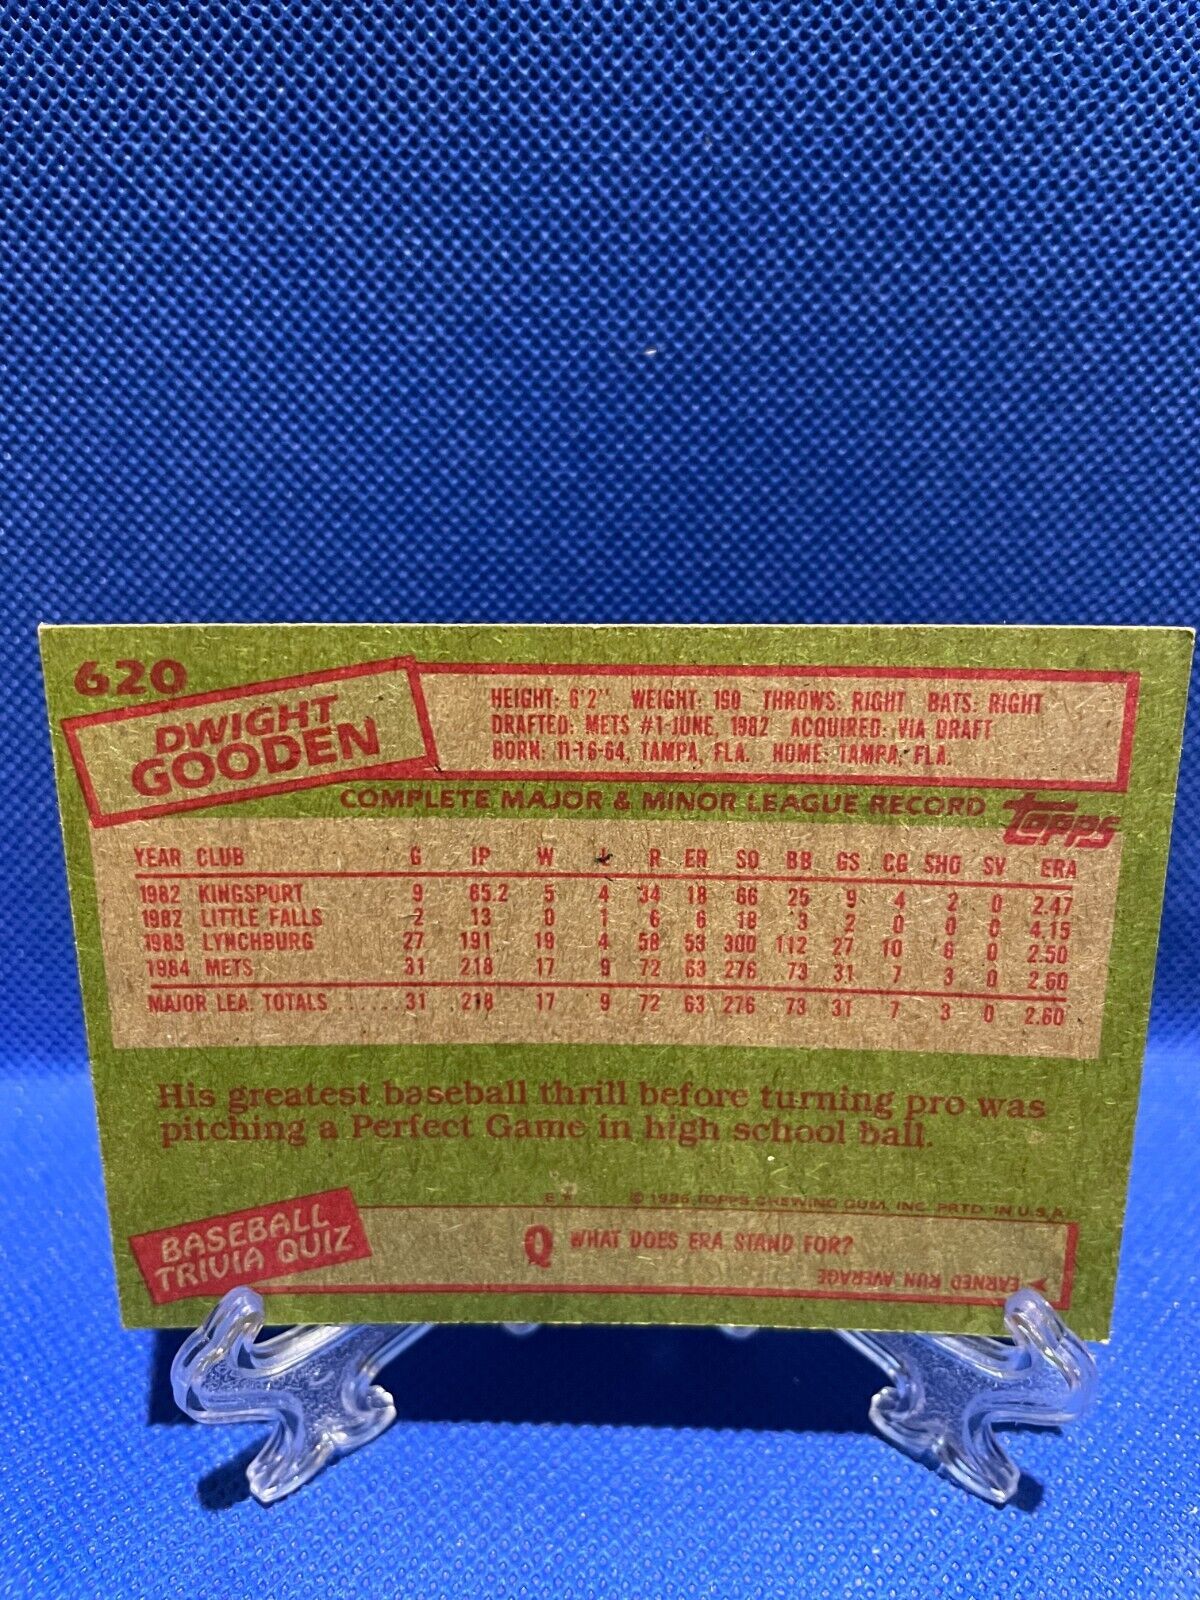 620
DWIGHT
GOODEN
HEIGHT: 6'2" WEIGHT: 190 THROWS: RIGHT BATS: RIGHT
DRAFTED: METS #1-JUNE, 1982 ACQUIRED: VIA DRAFT
BORN: 11-16-64, TAMPA, FLA. HOME: TAMPA, FLA.
COMPLETE MAJOR & MINOR LEAGUE RECORD
Topps
YEAR CLUB G IP W L R ER SO BB GS CG SHO SV ERA
1982 KINGSPORT 9 65.2 5 4 34 18 66 25 9 4 2 0 2.47
1982 LITTLE FALLS 2 13 0 1 6 6 18 3 2 0 0 0 4.15
1983 LYNCHBURG 27 191 19 4 58 53 300 112 27 10 6 0 2.50
1984 METS 31 218 17 9 72 63 276 73 31 7 3 0 2.60
MAJOR LEA. TOTALS ...... 31 218 17 9 72 63 276 73 31 7 3 0 2.60
His greatest baseball thrill before turning pro was
pitching a Perfect Game in high school ball.
© 1985 TOPPS CHEWING GUM, INC. PRTD. IN U.S.A.
BASEBALL
TRIVIA QUIZ
Q WHAT DOES ERA STAND FOR?
EARNED RUN AVERAGE